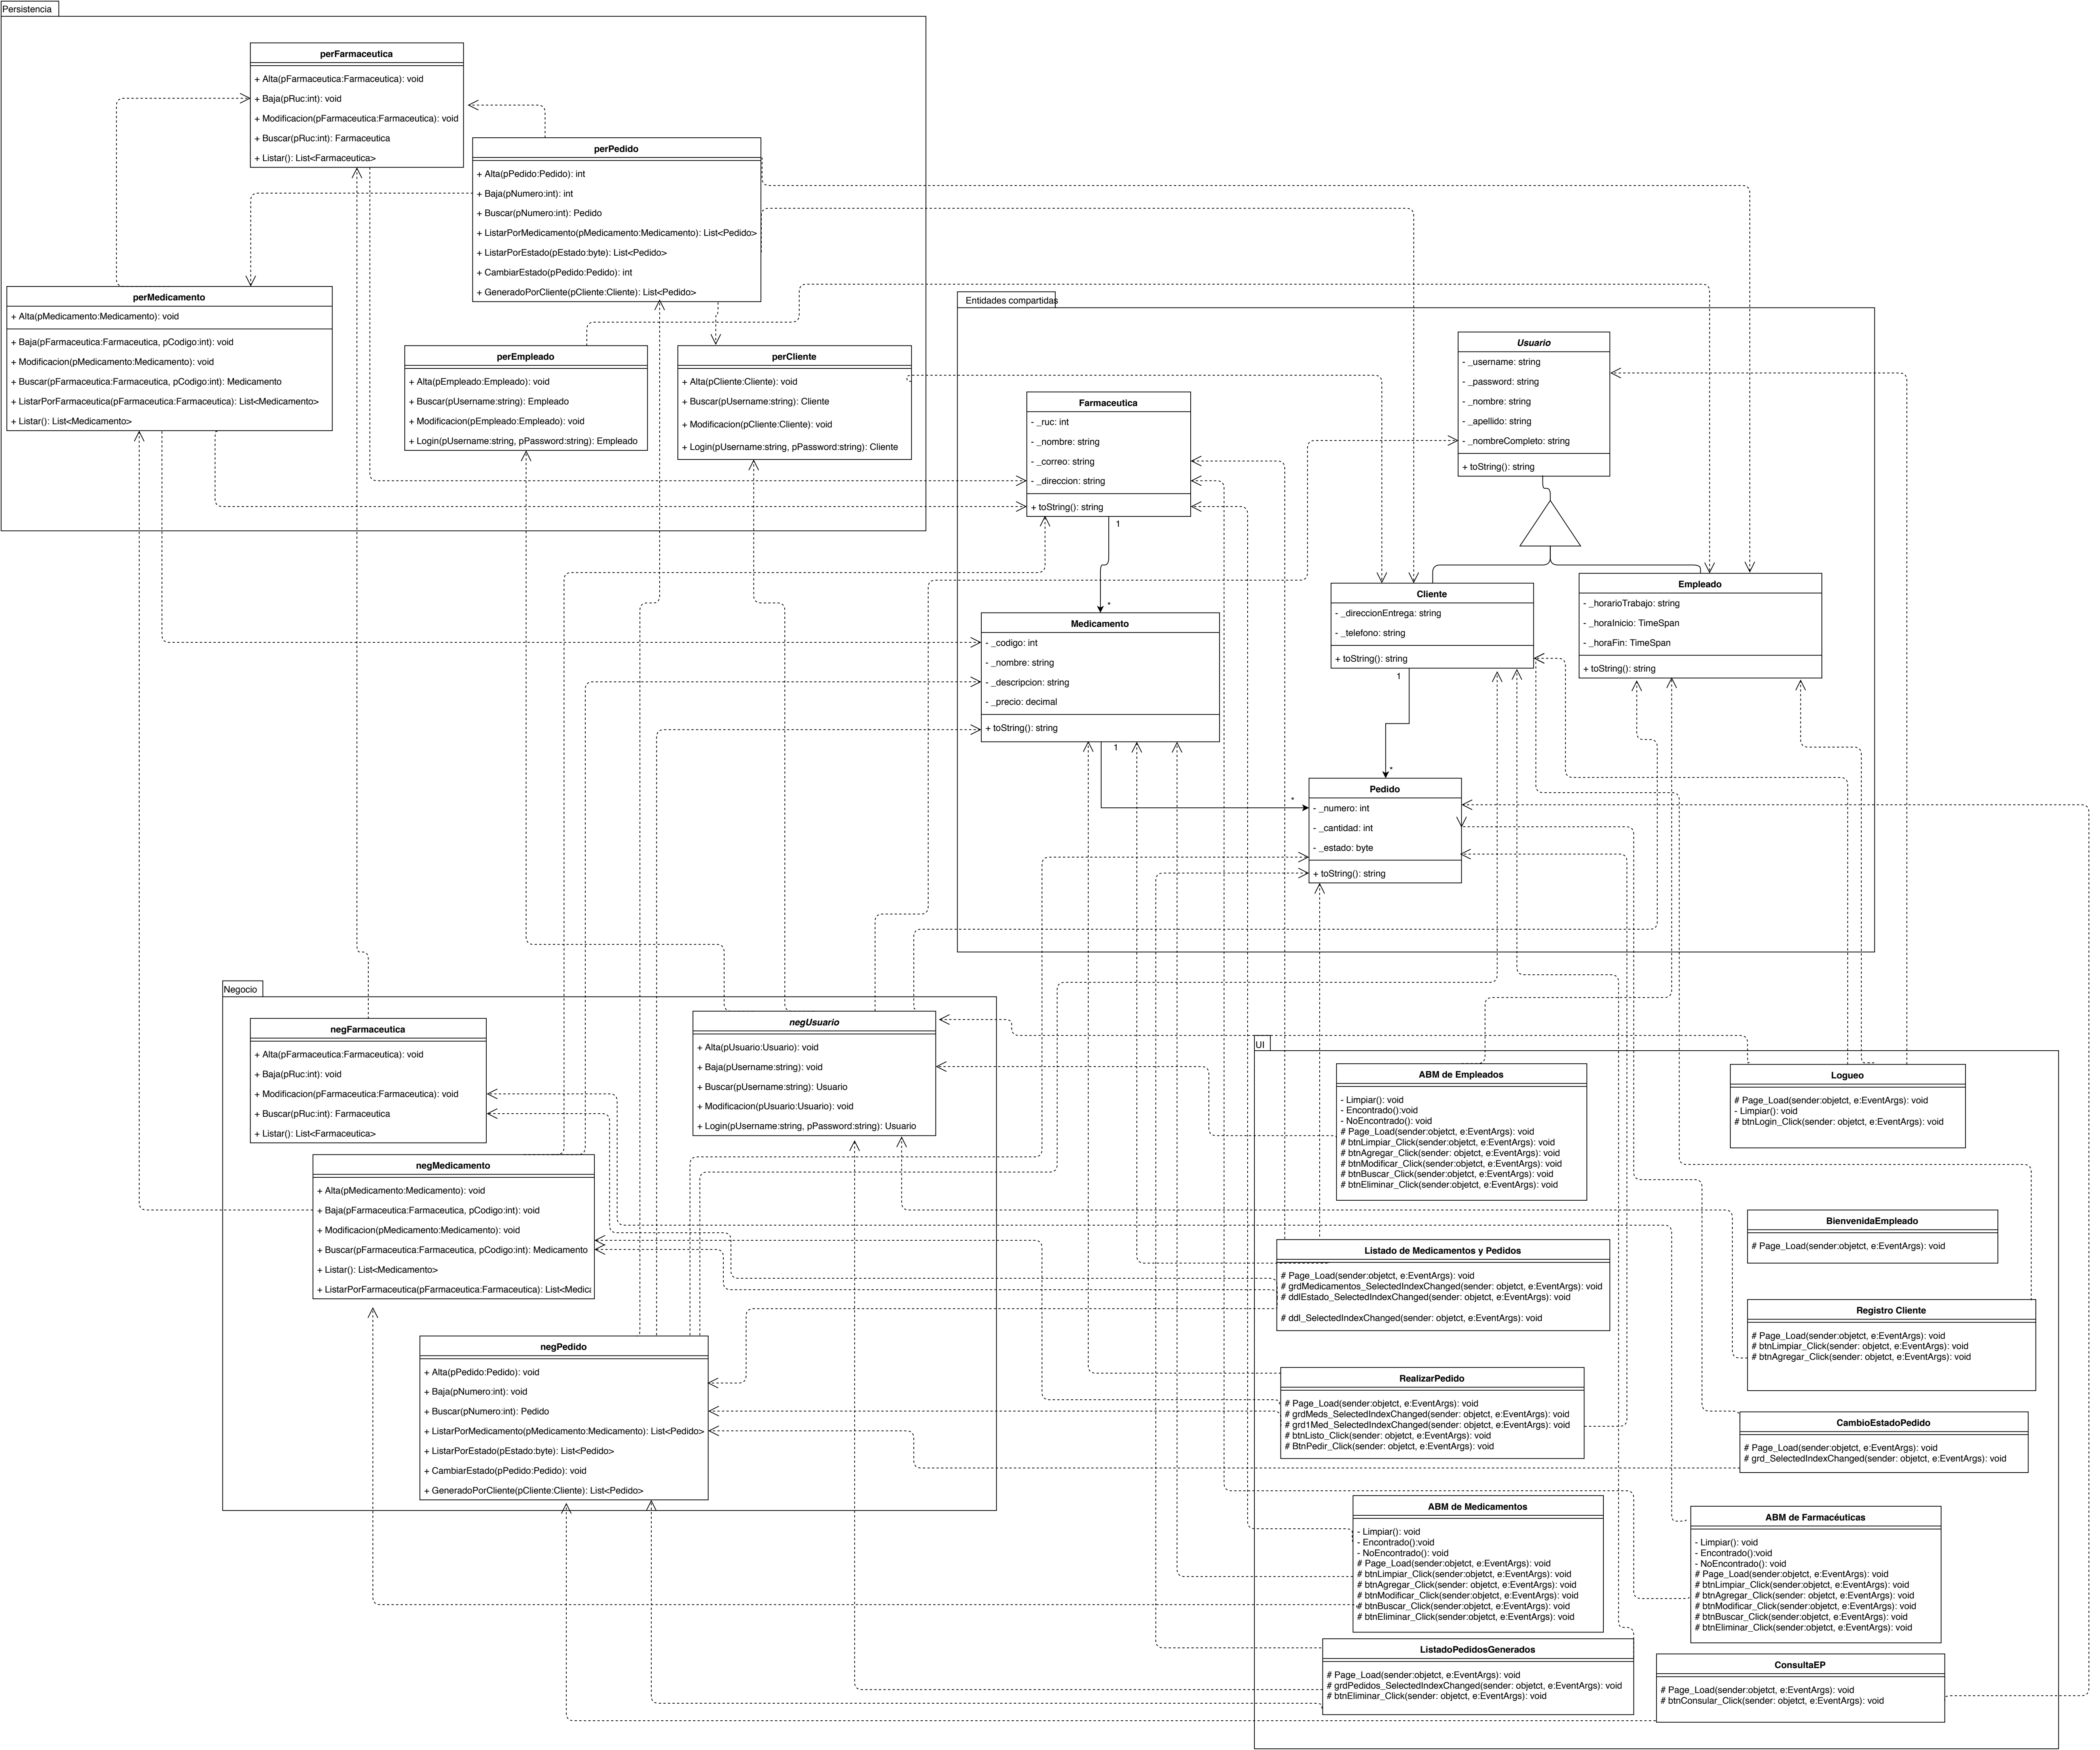 Persistencia
perFarmaceutica
+ Alta(pFarmaceutica:Farmaceutica): void
+ Baja(pRuc:int): void
+ Modificacion(pFarmaceutica:Farmaceutica): void
+ Buscar(pRuc:int): Farmaceutica
+ Listar(): List<Farmaceutica>
perPedido
+ Alta(pPedido:Pedido): int
+ Baja(pNumero:int): int
+ Buscar(pNumero:int): Pedido
+ ListarPorMedicamento(pMedicamento:Medicamento): List<Pedido>
+ ListarPorEstado(pEstado:byte): List<Pedido>
+ CambiarEstado(pPedido:Pedido): int
+ GeneradoPorCliente(pCliente:Cliente): List<Pedido>
perMedicamento
+ Alta(pMedicamento:Medicamento): void
+ Baja(pFarmaceutica:Farmaceutica, pCodigo:int): void
+ Modificacion(pMedicamento:Medicamento): void
+ Buscar(pFarmaceutica:Farmaceutica, pCodigo:int): Medicamento
+ ListarPorFarmaceutica(pFarmaceutica:Farmaceutica): List<Medicamento>
+ Listar(): List<Medicamento>
perEmpleado
+ Alta(pEmpleado:Empleado): void
+ Buscar(pUsername:string): Empleado
+ Modificacion(pEmpleado:Empleado): void
+ Login(pUsername:string, pPassword:string): Empleado
perCliente
+ Alta(pCliente:Cliente): void
+ Buscar(pUsername:string): Cliente
+ Modificacion(pCliente:Cliente): void
+ Login(pUsername:string, pPassword:string): Cliente
Entidades compartidas
Usuario
- _username: string
- _password: string
- _nombre: string
- _apellido: string
- _nombreCompleto: string
+ toString(): string
Farmaceutica
- _ruc: int
- _nombre: string
- _correo: string
- _direccion: string
+ toString(): string
1
*
Medicamento
- _codigo: int
- _nombre: string
- _descripcion: string
- _precio: decimal
+ toString(): string
1
*
Cliente
- _direccionEntrega: string
- _telefono: string
+ toString(): string
1
*
Empleado
- _horarioTrabajo: string
- _horaInicio: TimeSpan
- _horaFin: TimeSpan
+ toString(): string
Pedido
- _numero: int
- _cantidad: int
- _estado: byte
+ toString(): string
Negocio
negFarmaceutica
+ Alta(pFarmaceutica:Farmaceutica): void
+ Baja(pRuc:int): void
+ Modificacion(pFarmaceutica:Farmaceutica): void
+ Buscar(pRuc:int): Farmaceutica
+ Listar(): List<Farmaceutica>
negUsuario
+ Alta(pUsuario:Usuario): void
+ Baja(pUsername:string): void
+ Buscar(pUsername:string): Usuario
+ Modificacion(pUsuario:Usuario): void
+ Login(pUsername:string, pPassword:string): Usuario
negMedicamento
+ Alta(pMedicamento:Medicamento): void
+ Baja(pFarmaceutica:Farmaceutica, pCodigo:int): void
+ Modificacion(pMedicamento:Medicamento): void
+ Buscar(pFarmaceutica:Farmaceutica, pCodigo:int): Medicamento
+ Listar(): List<Medicamento>
+ ListarPorFarmaceutica(pFarmaceutica:Farmaceutica): List<Medica
negPedido
+ Alta(pPedido:Pedido): void
+ Baja(pNumero:int): void
+ Buscar(pNumero:int): Pedido
+ ListarPorMedicamento(pMedicamento:Medicamento): List<Pedido>
+ ListarPorEstado(pEstado:byte): List<Pedido>
+ CambiarEstado(pPedido:Pedido): void
+ GeneradoPorCliente(pCliente:Cliente): List<Pedido>
UI
ABM de Empleados
- Limpiar(): void
- Encontrado():void
- NoEncontrado(): void
# Page_Load(sender:objetct, e:EventArgs): void
# btnLimpiar_Click(sender:objetct, e:EventArgs): void
# btnAgregar_Click(sender: objetct, e:EventArgs): void
# btnModificar_Click(sender: objetct, e:EventArgs): void
# btnBuscar_Click(sender:objetct, e:EventArgs): void
# btnEliminar_Click(sender:objetct, e:EventArgs): void
Logueo
# Page_Load(sender:objetct, e:EventArgs): void
- Limpiar(): void
# btnLogin_Click(sender: objetct, e:EventArgs): void
BienvenidaEmpleado
# Page_Load(sender:objetct, e:EventArgs): void
Listado de Medicamentos y Pedidos
# Page_Load(sender:objetct, e:EventArgs): void
# grdMedicamentos_SelectedIndexChanged(sender: objetct, e:EventArgs): void
# ddlEstado_SelectedIndexChanged(sender: objetct, e:EventArgs): void
# ddl_SelectedIndexChanged(sender: objetct, e:EventArgs): void
Registro Cliente
# Page_Load(sender:objetct, e:EventArgs): void
# btnLimpiar_Click(sender:objetct, e:EventArgs): void
# btnAgregar_Click(sender: objetct, e:EventArgs): void
RealizarPedido
# Page_Load(sender:objetct, e:EventArgs): void
# grdMeds_SelectedIndexChanged(sender: objetct, e:EventArgs): void
# grd1Med_SelectedIndexChanged(sender: objetct, e:EventArgs): void
# btnListo_Click(sender: objetct, e:EventArgs): void
# BtnPedir_Click(sender: objetct, e:EventArgs): void
CambioEstadoPedido
# Page_Load(sender:objetct, e:EventArgs): void
# grd_SelectedIndexChanged(sender: objetct, e:EventArgs): void
ABM de Medicamentos
- Limpiar(): void
- Encontrado():void
- NoEncontrado(): void
# Page_Load(sender:objetct, e:EventArgs): void
# btnLimpiar_Click(sender:objetct, e:EventArgs): void
# btnAgregar_Click(sender: objetct, e:EventArgs): void
# btnModificar_Click(sender: objetct, e:EventArgs): void
# btnBuscar_Click(sender:objetct, e:EventArgs): void
# btnEliminar_Click(sender:objetct, e:EventArgs): void
ABM de Farmacéuticas
- Limpiar(): void
- Encontrado():void
- NoEncontrado(): void
# Page_Load(sender:objetct, e:EventArgs): void
# btnLimpiar_Click(sender:objetct, e:EventArgs): void
# btnAgregar_Click(sender: objetct, e:EventArgs): void
# btnModificar_Click(sender: objetct, e:EventArgs): void
# btnBuscar_Click(sender:objetct, e:EventArgs): void
# btnEliminar_Click(sender:objetct, e:EventArgs): void
ListadoPedidosGenerados
# Page_Load(sender:objetct, e:EventArgs): void
# grdPedidos_SelectedIndexChanged(sender: objetct, e:EventArgs): void
# btnEliminar_Click(sender: objetct, e:EventArgs): void
ConsultaEP
# Page_Load(sender:objetct, e:EventArgs): void
# btnConsular_Click(sender: objetct, e:EventArgs): void